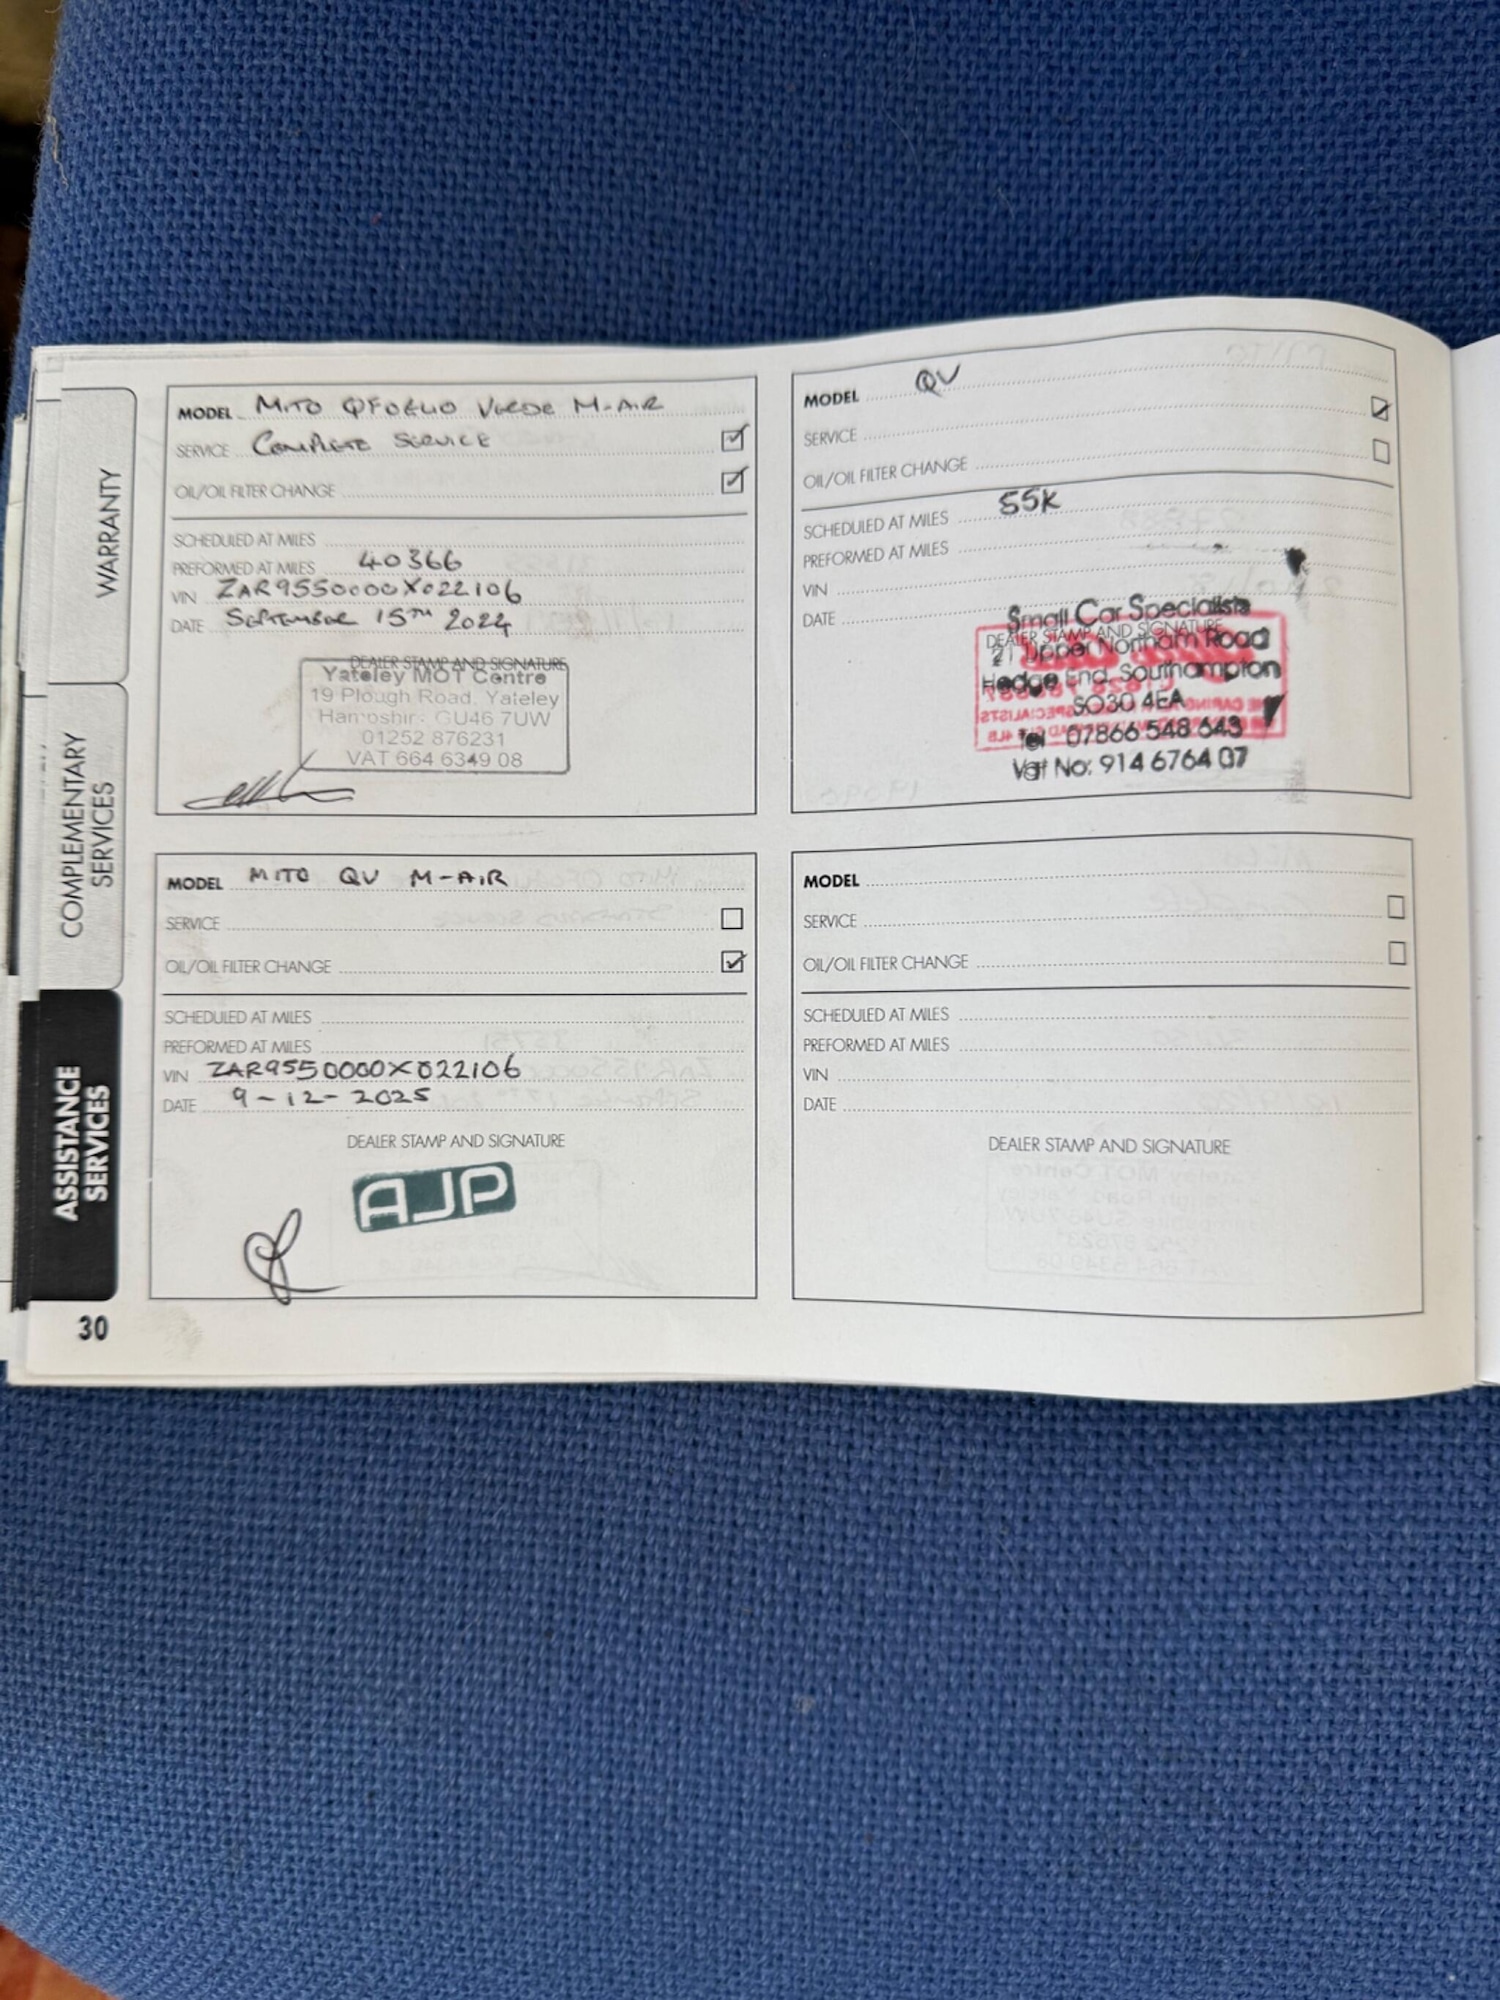 WARRANTY
COMPLEMENTARY
SERVICES
ASSISTANCE
SERVICES
30
MODEL MITO QFOGLIO VERDE M-AIR
SERVICE COMPLETE SERVICE
OIL/OIL FILTER CHANGE
SCHEDULED AT MILES
PREFORMED AT MILES 40366
VIN ZAR9550000X022106
DATE SEPTEMBER 15TH 2024
DEALER STAMP AND SIGNATURE
Yateley MOT Centre
19 Plough Road, Yateley
Hampshire GU46 7UW
01252 876231
VAT 664 6349 08
MODEL QV
SERVICE
OIL/OIL FILTER CHANGE
SCHEDULED AT MILES 55K
PREFORMED AT MILES
VIN
DATE
DEALER STAMP AND SIGNATURE
Small Car Specialists
21 Upper Northam Road
Hedge End, Southampton
SO30 4EA
Tel 07866 548 643
Vat No: 914 6764 07
MODEL MITO QV M-AIR
SERVICE
OIL/OIL FILTER CHANGE
SCHEDULED AT MILES
PREFORMED AT MILES
VIN ZAR9550000X022106
DATE 9-12-2025
DEALER STAMP AND SIGNATURE
AJP
MODEL
SERVICE
OIL/OIL FILTER CHANGE
SCHEDULED AT MILES
PREFORMED AT MILES
VIN
DATE
DEALER STAMP AND SIGNATURE